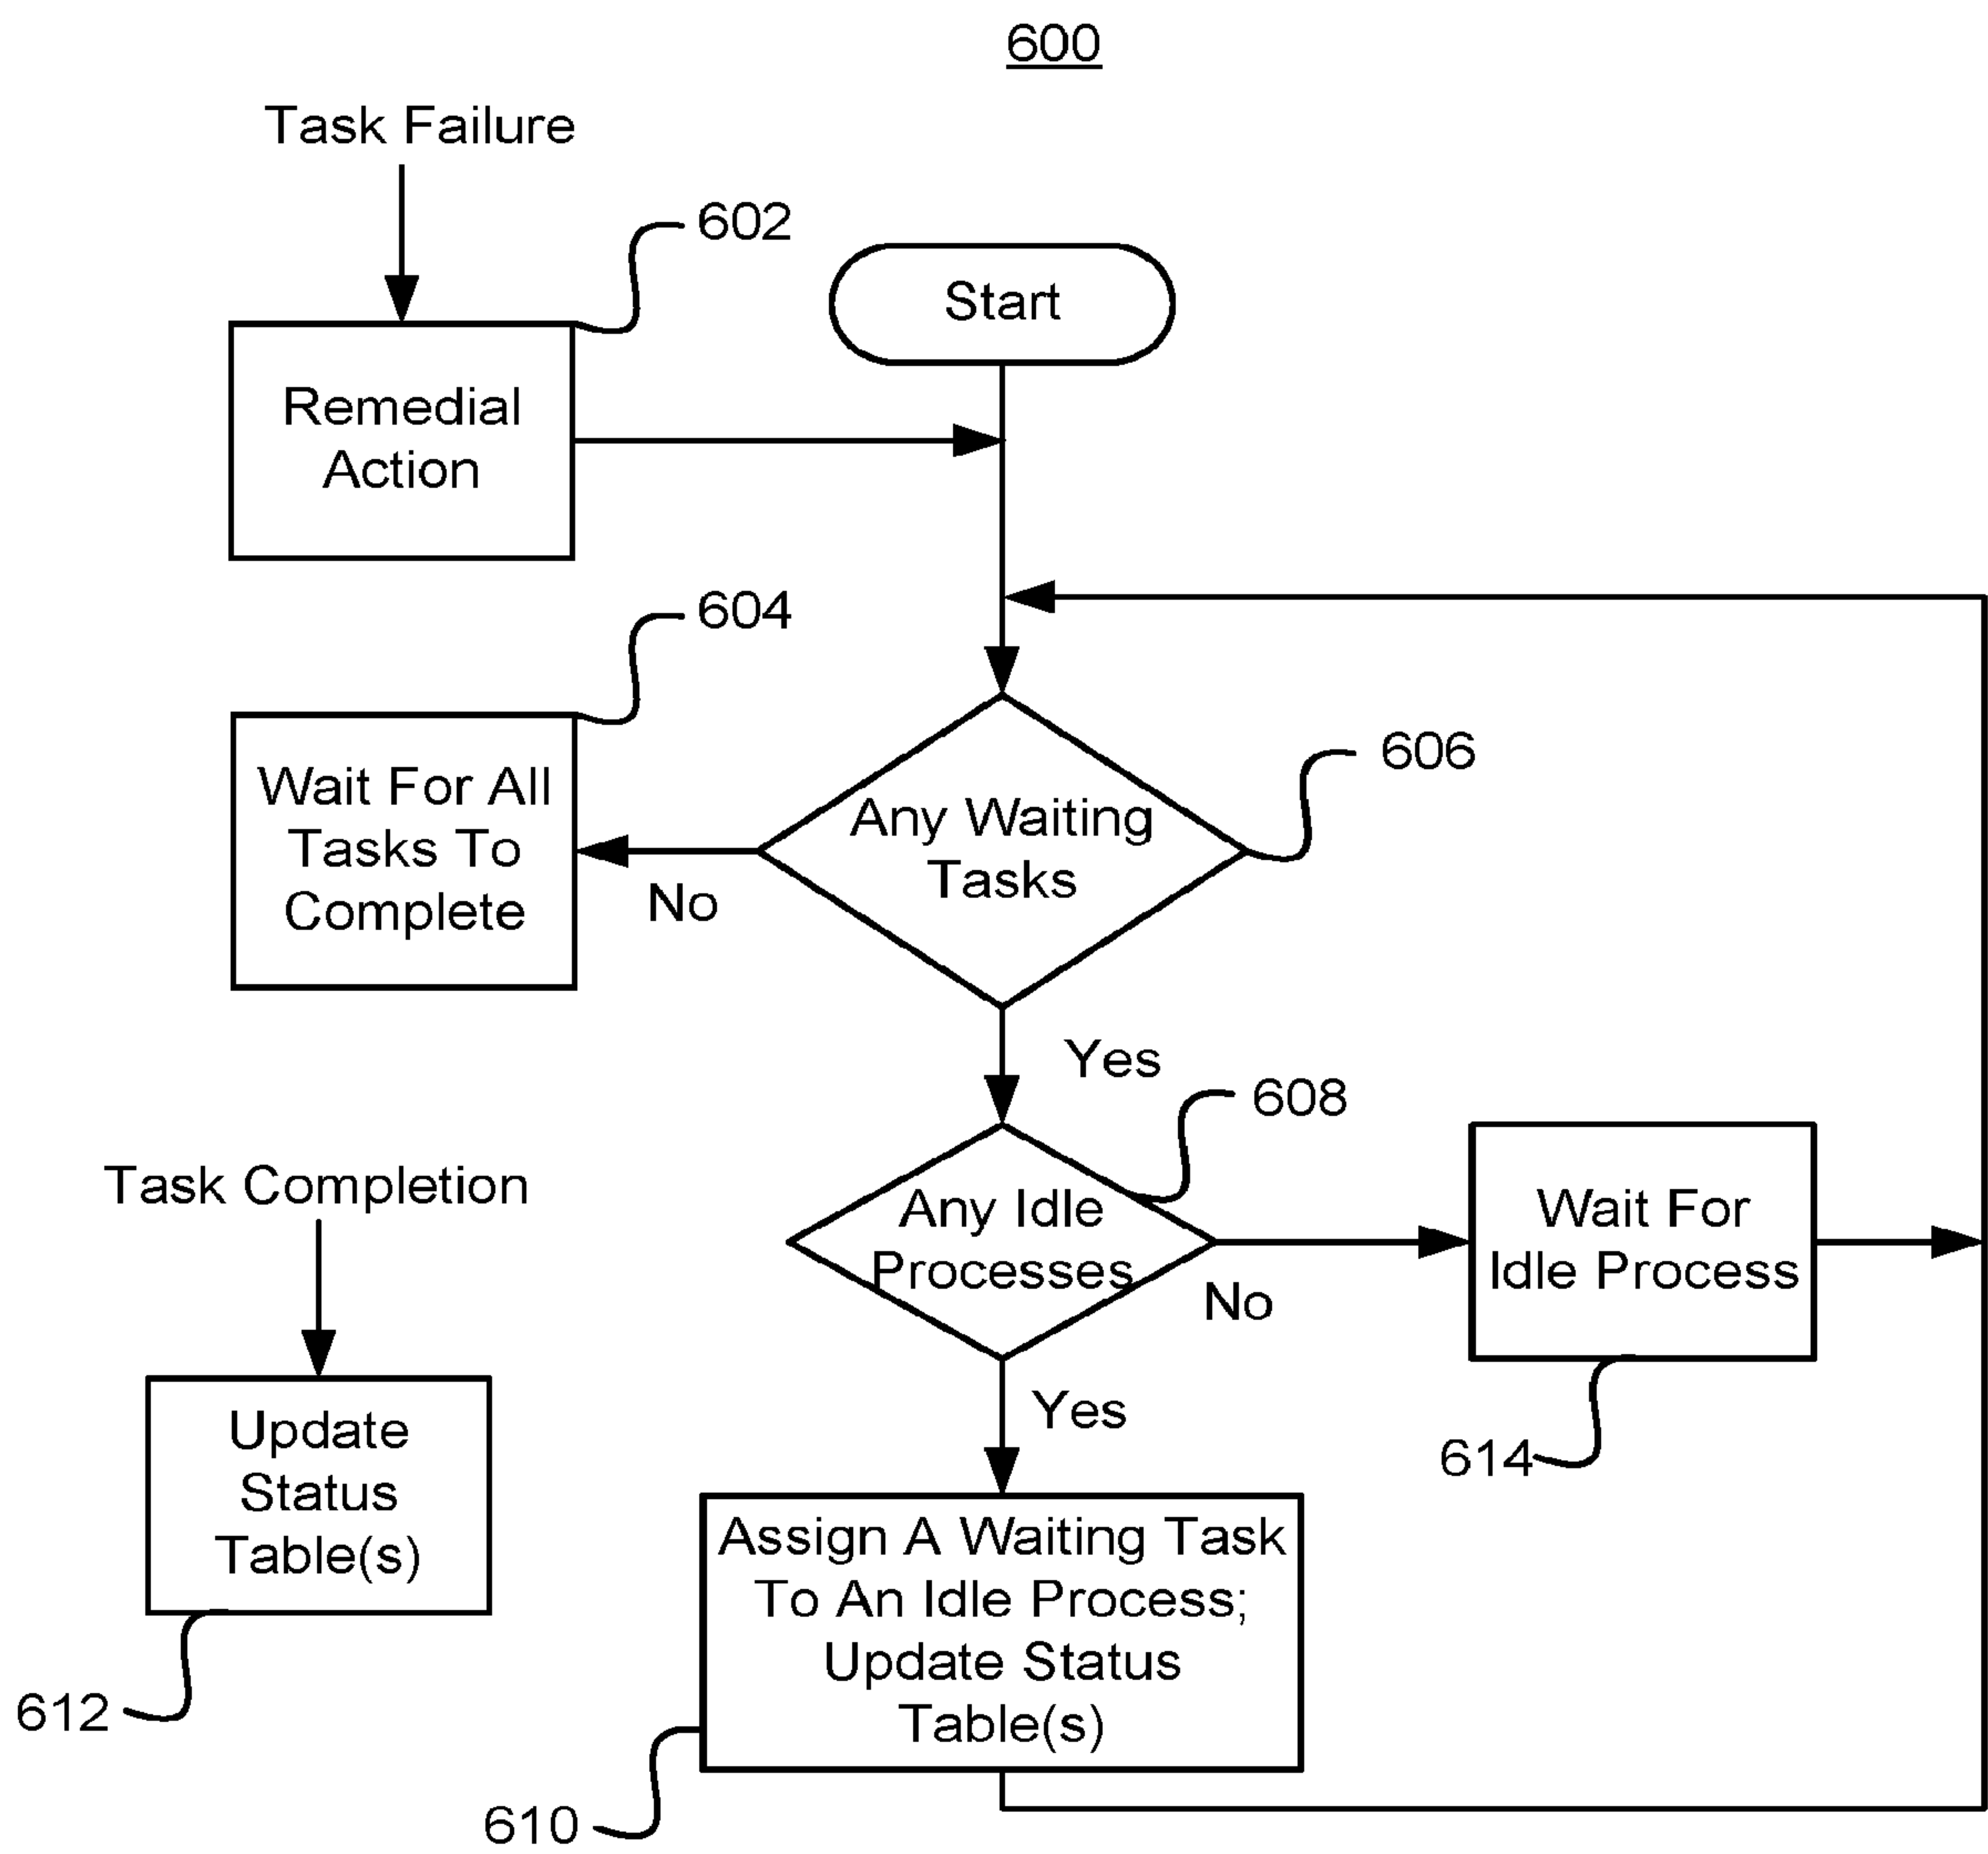 600
Task Failure
602
Start
Remedial
Action
604
Wait For All
Tasks To
Complete
606
Any Waiting
Tasks
No
Yes
608
Task Completion
Any Idle
Processes
Wait For
Idle Process
No
Yes
614
Update
Status
Table(s)
Assign A Waiting Task
To An Idle Process;
Update Status
Table(s)
612
610